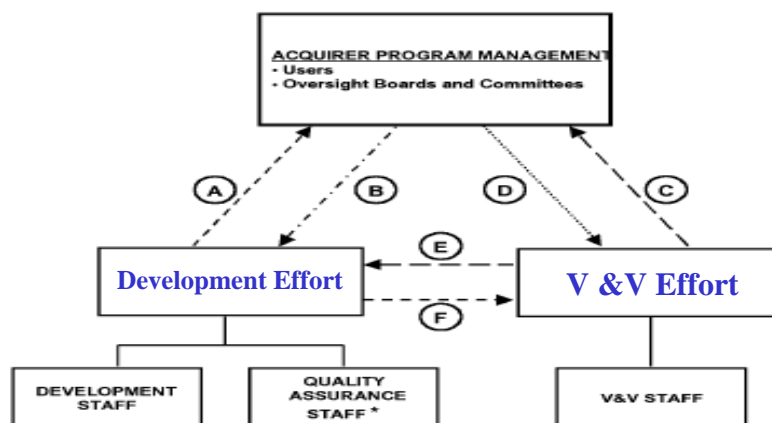 ACQUIRER PROGRAM MANAGEMENT
• Users
• Oversight Boards and Committees
A
B
D
C
E
Development Effort
V &V Effort
F
DEVELOPMENT
STAFF
QUALITY
ASSURANCE
STAFF *
V&V STAFF